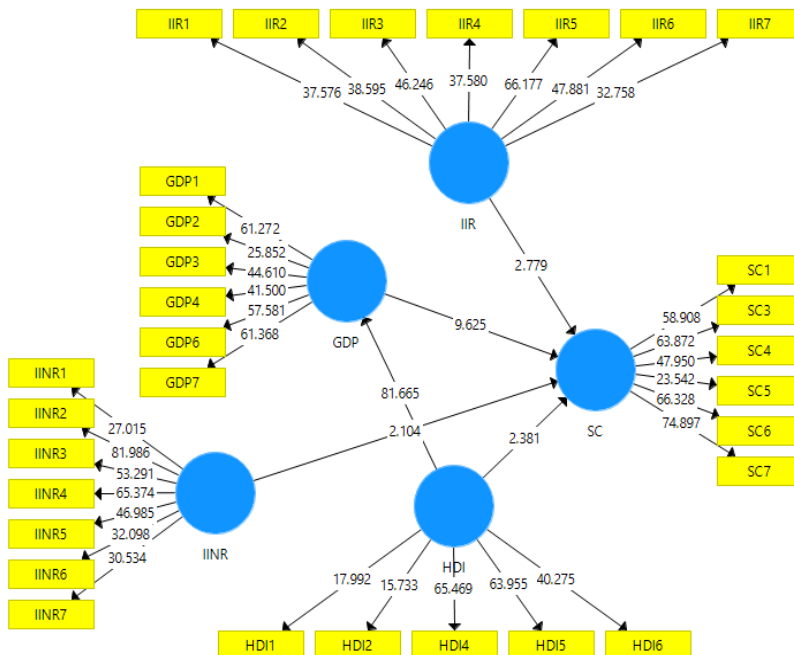 IIR1 IIR2 IIR3 IIR4 IIR5 IIR6 IIR7
37.576 38.595 46.246 37.580 66.177 47.881 32.758
IIR
GDP1
GDP2
GDP3
GDP4
GDP6
GDP7
61.272
25.852
44.610
41.500
57.581
61.368
GDP
2.779
9.625
SC1
SC3
SC4
SC5
SC6
SC7
58.908
63.872
47.950
23.542
66.328
74.897
SC
81.665
2.104
2.381
IINR1
IINR2
IINR3
IINR4
IINR5
IINR6
IINR7
27.015
81.986
53.291
65.374
46.985
32.098
30.534
IINR
HDI
17.992 15.733 65.469 63.955 40.275
HDI1 HDI2 HDI4 HDI5 HDI6